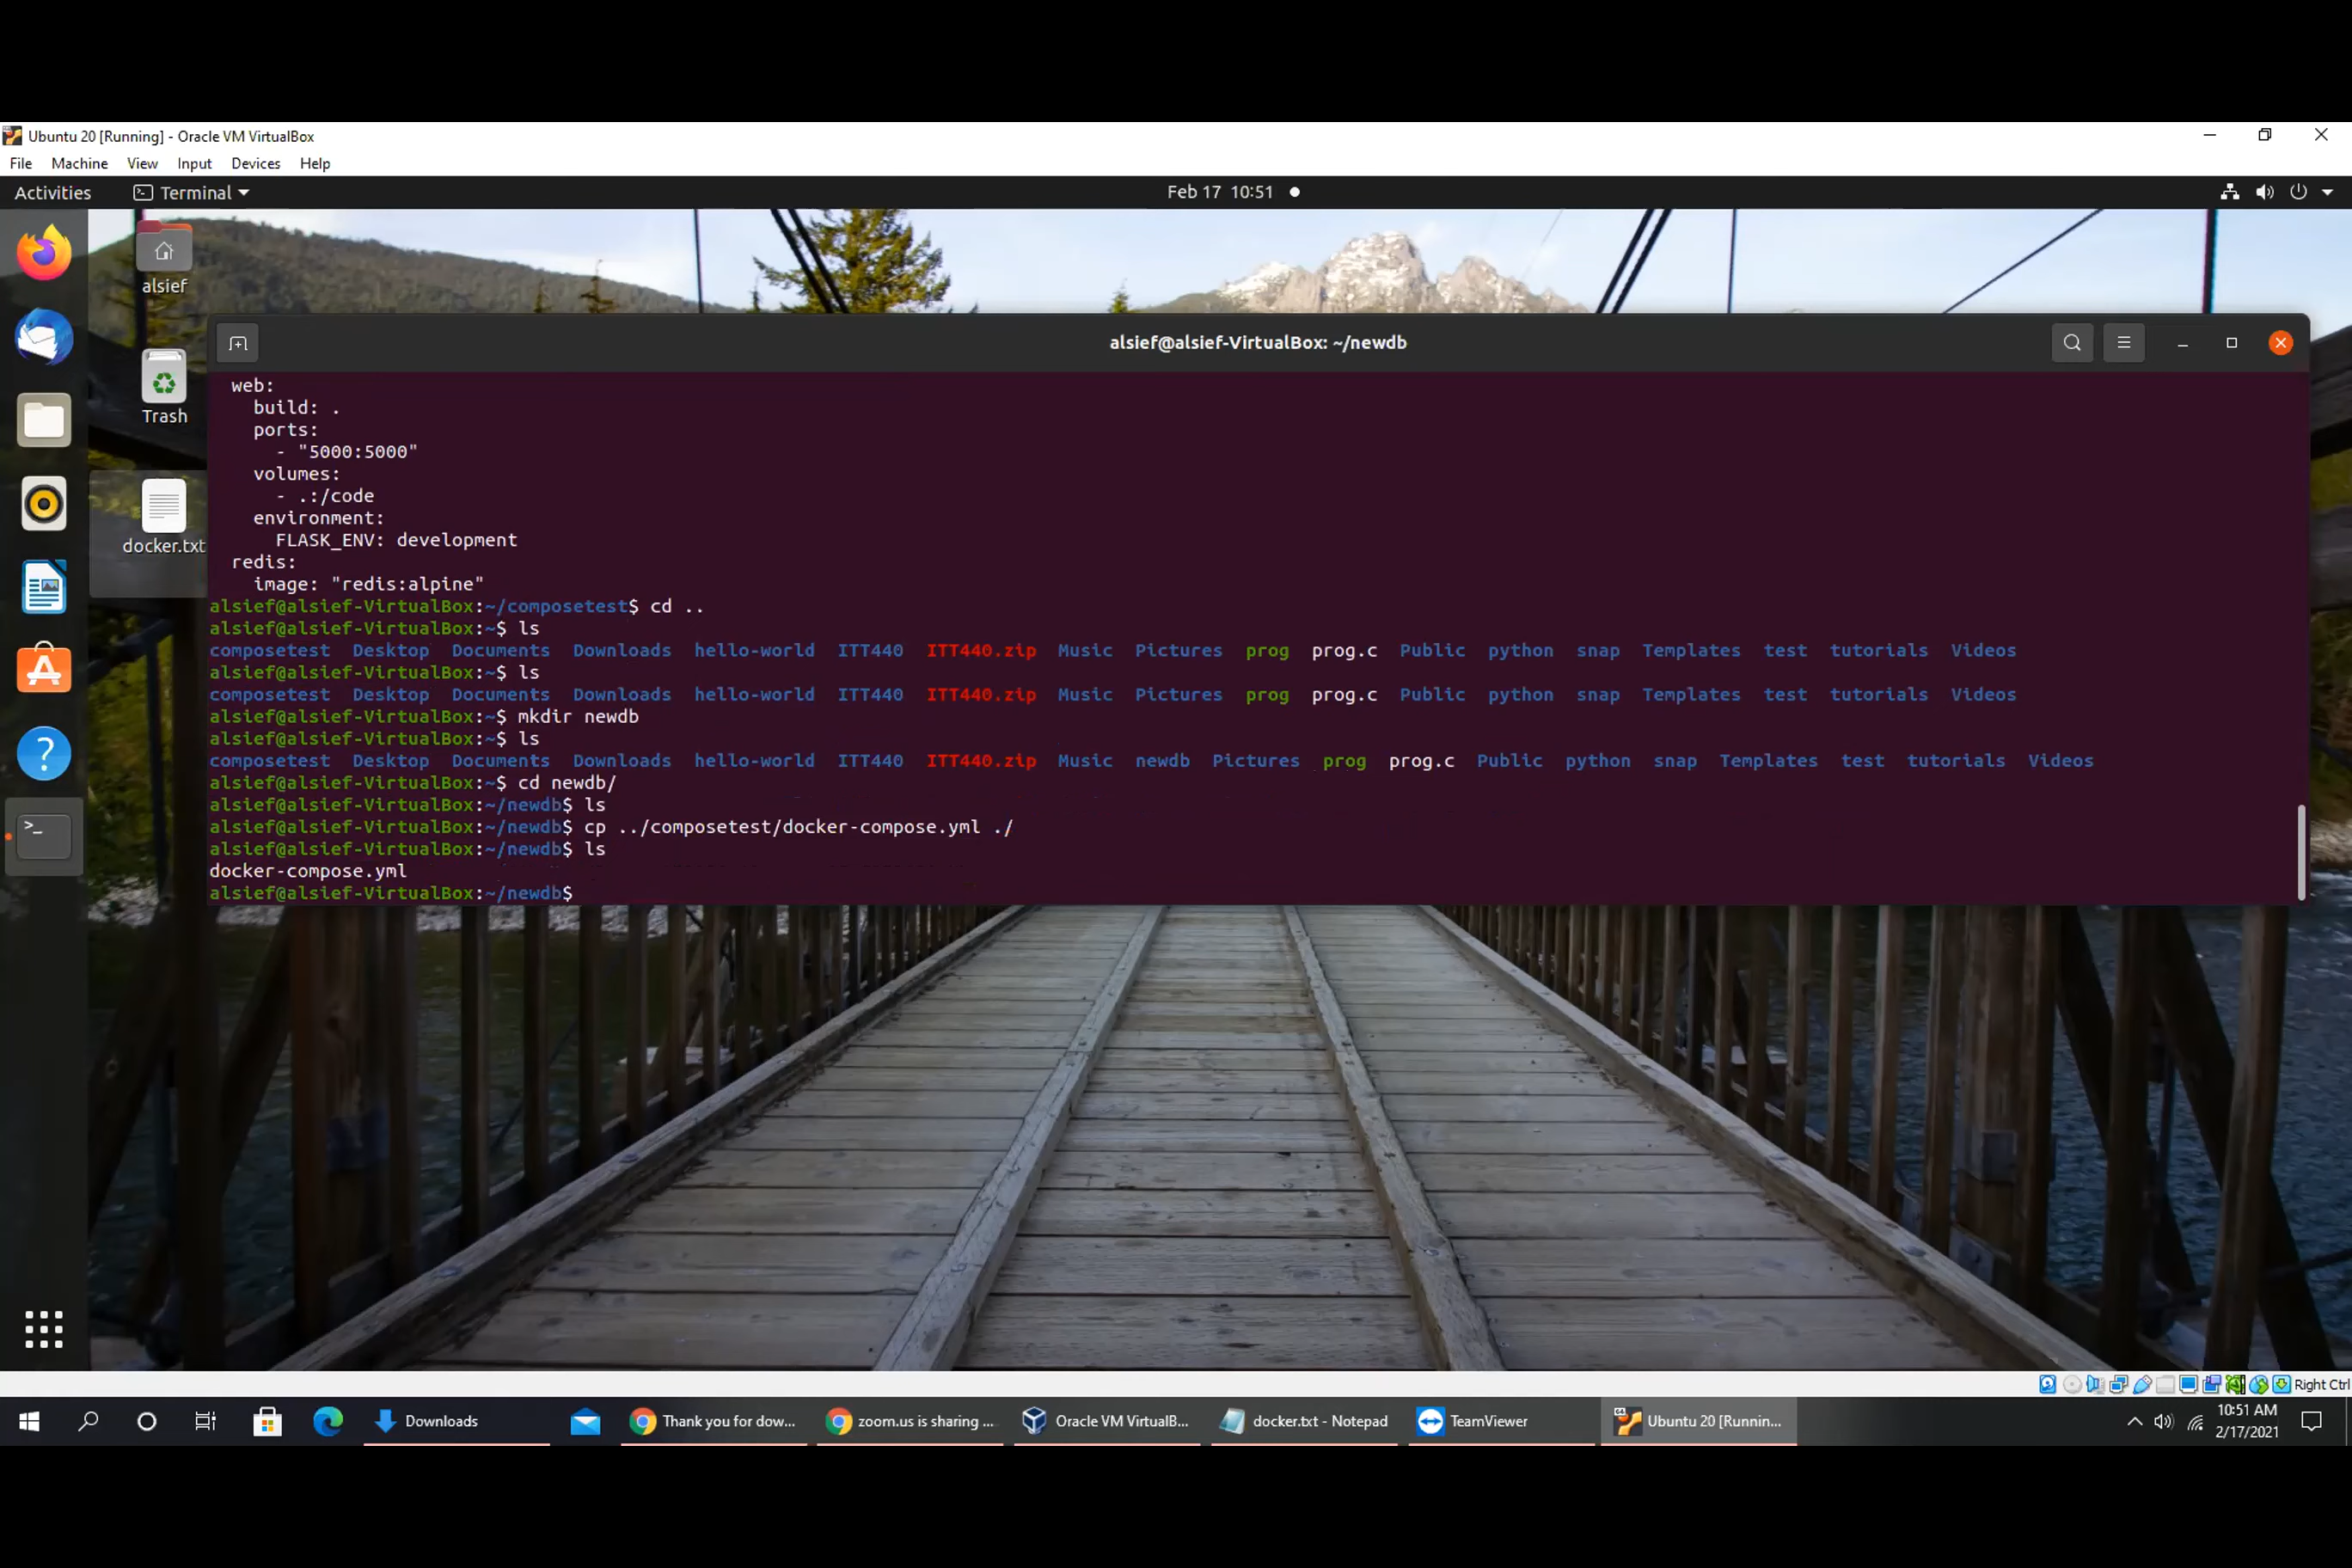 Ubuntu 20 [Running] - Oracle VM VirtualBox
File Machine View Input Devices Help
Activities Terminal Feb 17 10:51
alsief
Trash
docker.txt
alsief@alsief-VirtualBox: ~/newdb
web:
build: .
ports:
- "5000:5000"
volumes:
- .:/code
environment:
FLASK_ENV: development
redis:
image: "redis:alpine"
alsief@alsief-VirtualBox:~/composetest$ cd ..
alsief@alsief-VirtualBox:~$ ls
composetest Desktop Documents Downloads hello-world ITT440 ITT440.zip Music Pictures prog prog.c Public python snap Templates test tutorials Videos
alsief@alsief-VirtualBox:~$ ls
composetest Desktop Documents Downloads hello-world ITT440 ITT440.zip Music Pictures prog prog.c Public python snap Templates test tutorials Videos
alsief@alsief-VirtualBox:~$ mkdir newdb
alsief@alsief-VirtualBox:~$ ls
composetest Desktop Documents Downloads hello-world ITT440 ITT440.zip Music newdb Pictures prog prog.c Public python snap Templates test tutorials Videos
alsief@alsief-VirtualBox:~$ cd newdb/
alsief@alsief-VirtualBox:~/newdb$ ls
alsief@alsief-VirtualBox:~/newdb$ cp ../composetest/docker-compose.yml ./
alsief@alsief-VirtualBox:~/newdb$ ls
docker-compose.yml
alsief@alsief-VirtualBox:~/newdb$
Right Ctrl
Downloads Thank you for dow... zoom.us is sharing ... Oracle VM VirtualB... docker.txt - Notepad TeamViewer Ubuntu 20 [Runnin...
10:51 AM
2/17/2021